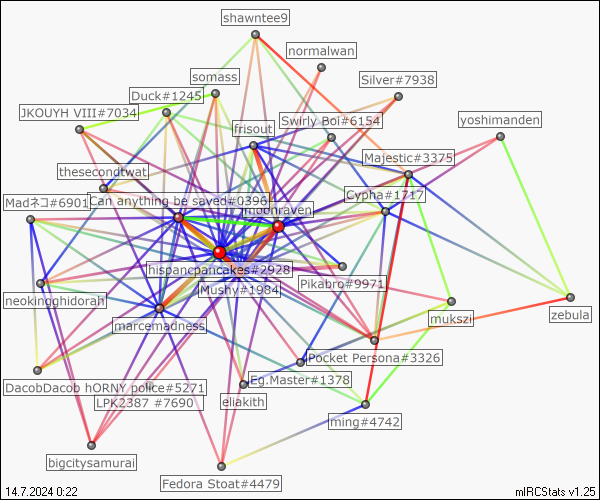 shawntee9
normalwan
somass
Silver#7938
Duck#1245
JKOUYH VIII#7034
Swirly Boi#6154
yoshimanden
frisout
Majestic#3375
thesecondtwat
Cypha#1717
Madネコ#6901
Can anything be saved#0396
moonraven
hispancpancakes#2928
Pikabro#9971
Mushy#1984
neokingghidorah
zebula
mukszi
marcemadness
Pocket Persona#3326
Eg.Master#1378
DacobDacob hORNY police#5271
LPK2387 #7690
eliakith
ming#4742
bigcitysamurai
Fedora Stoat#4479
14.7.2024 0:22
mIRCStats v1.25